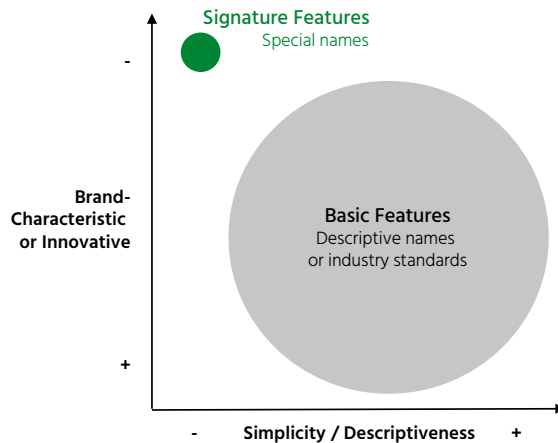 Signature Features
Special names
-
Brand-
Characteristic
or Innovative
Basic Features
Descriptive names
or industry standards
+
- Simplicity / Descriptiveness +